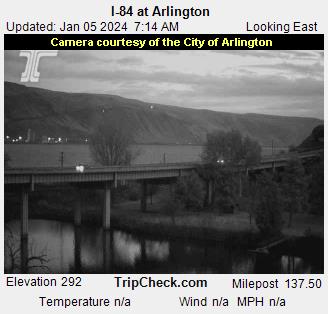 I-84 at Arlington
Updated: Jan 05 2024 7:14 AM Looking East
Camera courtesy of the City of Arlington
Elevation 292 TripCheck.com Milepost 137.50
Temperature n/a Wind n/a MPH n/a